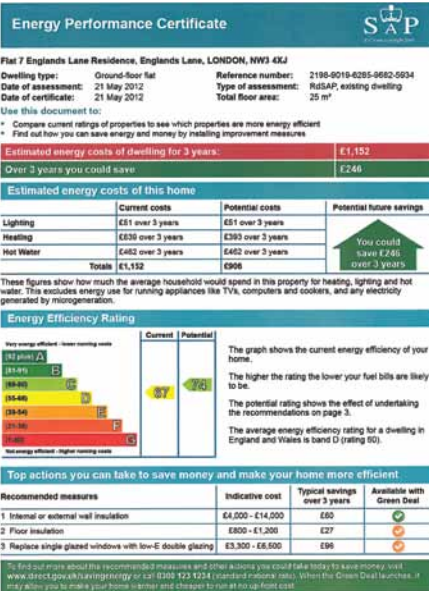 Energy Performance Certificate
SAP
Flat 7 Englands Lane Residence, Englands Lane, LONDON, NW3 4XJ
Dwelling type: Ground-floor flat Reference number: 2198-9019-6285-9682-5934
Date of assessment: 21 May 2012 Type of assessment: RdSAP, existing dwelling
Date of certificate: 21 May 2012 Total floor area: 25 m²
Use this document to:
• Compare current ratings of properties to see which properties are more energy efficient
• Find out how you can save energy and money by installing improvement measures
Estimated energy costs of dwelling for 3 years: £1,152
Over 3 years you could save £246
Estimated energy costs of this home
Current costs Potential costs Potential future savings
Lighting £51 over 3 years £51 over 3 years
Heating £639 over 3 years £393 over 3 years
Hot Water £462 over 3 years £462 over 3 years
Totals £1,152 £906
You could
save £246
over 3 years
These figures show how much the average household would spend in this property for heating, lighting and hot
water. This excludes energy use for running appliances like TVs, computers and cookers, and any electricity
generated by microgeneration.
Energy Efficiency Rating
Current Potential
Very energy efficient - lower running costs
(92 plus) A
(81-91) B
(69-80) C
(55-68) D
(39-54) E
(21-38) F
(1-20) G
67 74
Not energy efficient - higher running costs
The graph shows the current energy efficiency of your
home.
The higher the rating the lower your fuel bills are likely
to be.
The potential rating shows the effect of undertaking
the recommendations on page 3.
The average energy efficiency rating for a dwelling in
England and Wales is band D (rating 60).
Top actions you can take to save money and make your home more efficient
Recommended measures Indicative cost Typical savings over 3 years Available with Green Deal
1 Internal or external wall insulation £4,000 - £14,000 £60
2 Floor insulation £800 - £1,200 £27
3 Replace single glazed windows with low-E double glazing £3,300 - £6,500 £96
To find out more about the recommended measures and other actions you could take today to save money, visit
www.direct.gov.uk/savingenergy or call 0300 123 1234 (standard national rate). When the Green Deal launches, it
may allow you to make your home warmer and cheaper to run at no up-front cost.